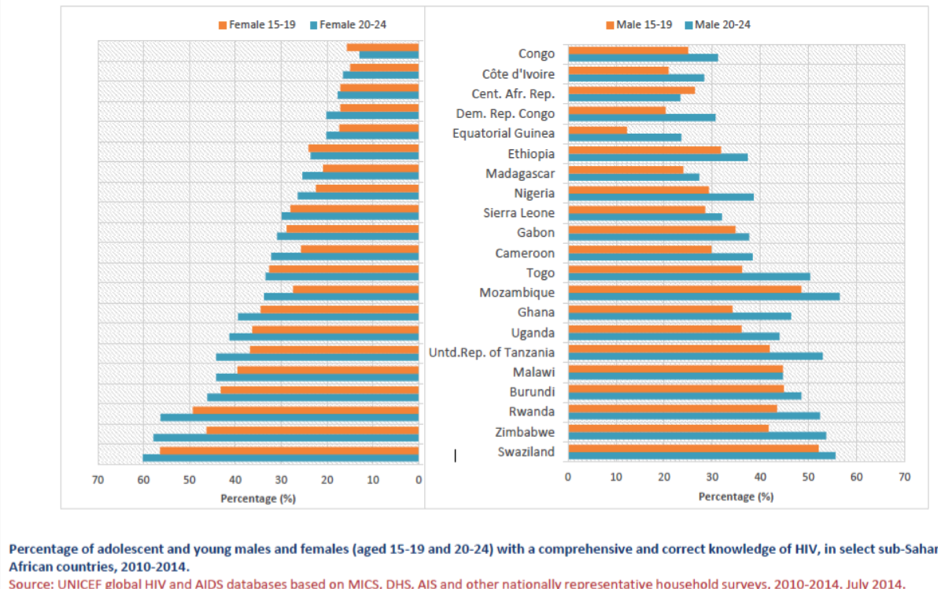 Female 15-19 Female 20-24
Male 15-19 Male 20-24
Congo
Côte d'Ivoire
Cent. Afr. Rep.
Dem. Rep. Congo
Equatorial Guinea
Ethiopia
Madagascar
Nigeria
Sierra Leone
Gabon
Cameroon
Togo
Mozambique
Ghana
Uganda
Untd.Rep. of Tanzania
Malawi
Burundi
Rwanda
Zimbabwe
Swaziland
70 60 50 40 30 20 10 0
Percentage (%)
0 10 20 30 40 50 60 70
Percentage (%)
Percentage of adolescent and young males and females (aged 15-19 and 20-24) with a comprehensive and correct knowledge of HIV, in select sub-Sahar
African countries, 2010-2014.
Source: UNICEF global HIV and AIDS databases based on MICS, DHS, AIS and other nationally representative household surveys, 2010-2014, July 2014.